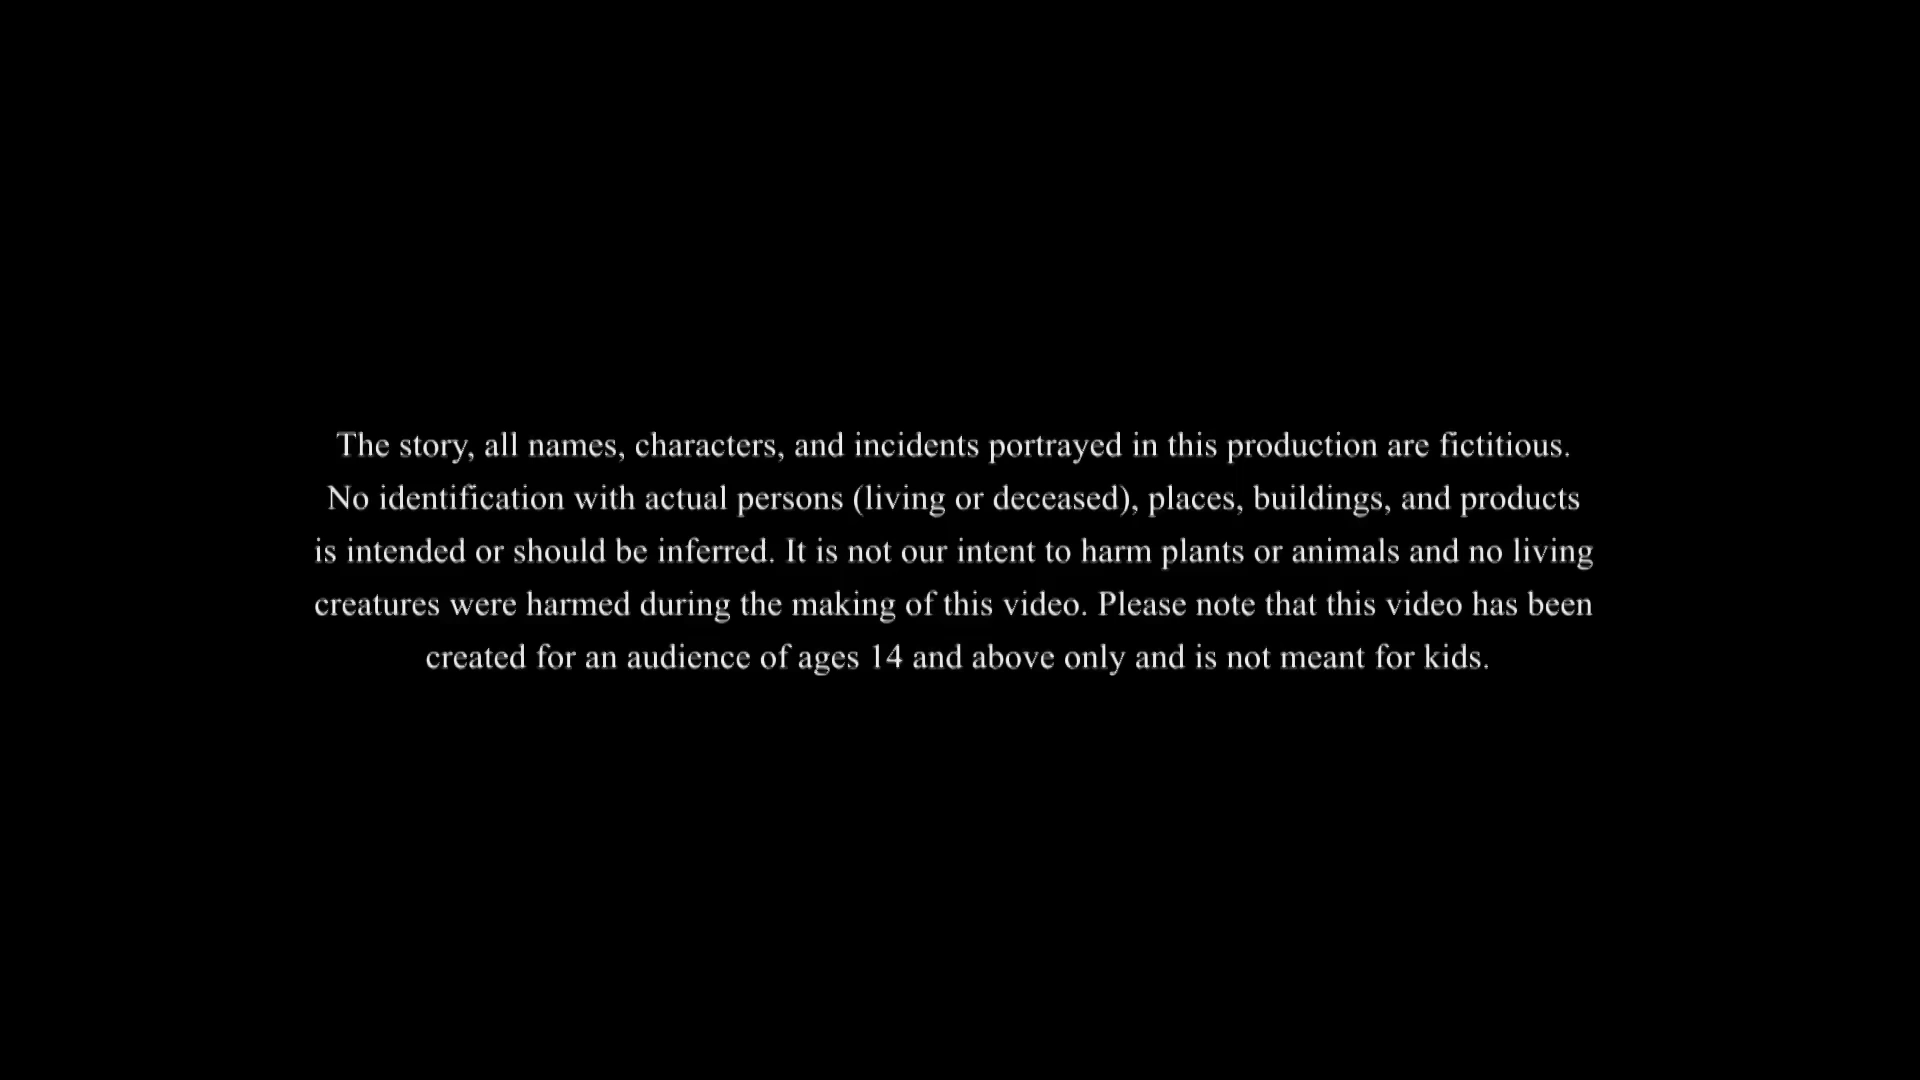 The story, all names, characters, and incidents portrayed in this production are fictitious.
No identification with actual persons (living or deceased), places, buildings, and products
is intended or should be inferred. It is not our intent to harm plants or animals and no living
creatures were harmed during the making of this video. Please note that this video has been
created for an audience of ages 14 and above only and is not meant for kids.